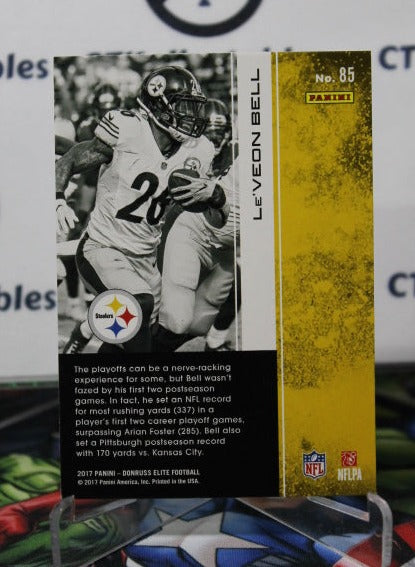 No. 85
PANINI
LE'VEON BELL
26
Steelers
The playoffs can be a nerve-racking
experience for some, but Bell wasn't
fazed by his first two postseason
games. In fact, he set an NFL record
for most rushing yards (337) in a
player's first two career playoff games,
surpassing Arian Foster (285). Bell also
set a Pittsburgh postseason record
with 170 yards vs. Kansas City.
2017 PANINI – DONRUSS ELITE FOOTBALL
© 2017 Panini America, Inc. Printed in the USA.
NFL
NFLPA